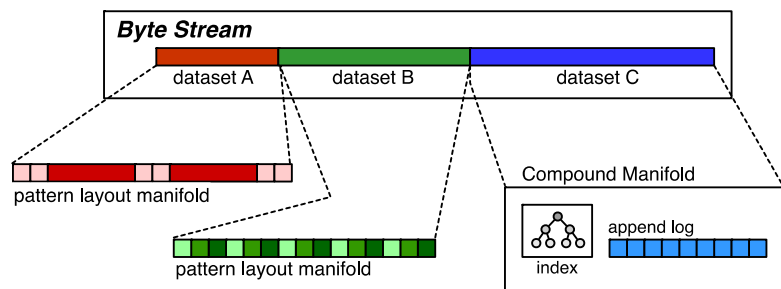 Byte Stream
dataset A
dataset B
dataset C
pattern layout manifold
pattern layout manifold
Compound Manifold
index
append log